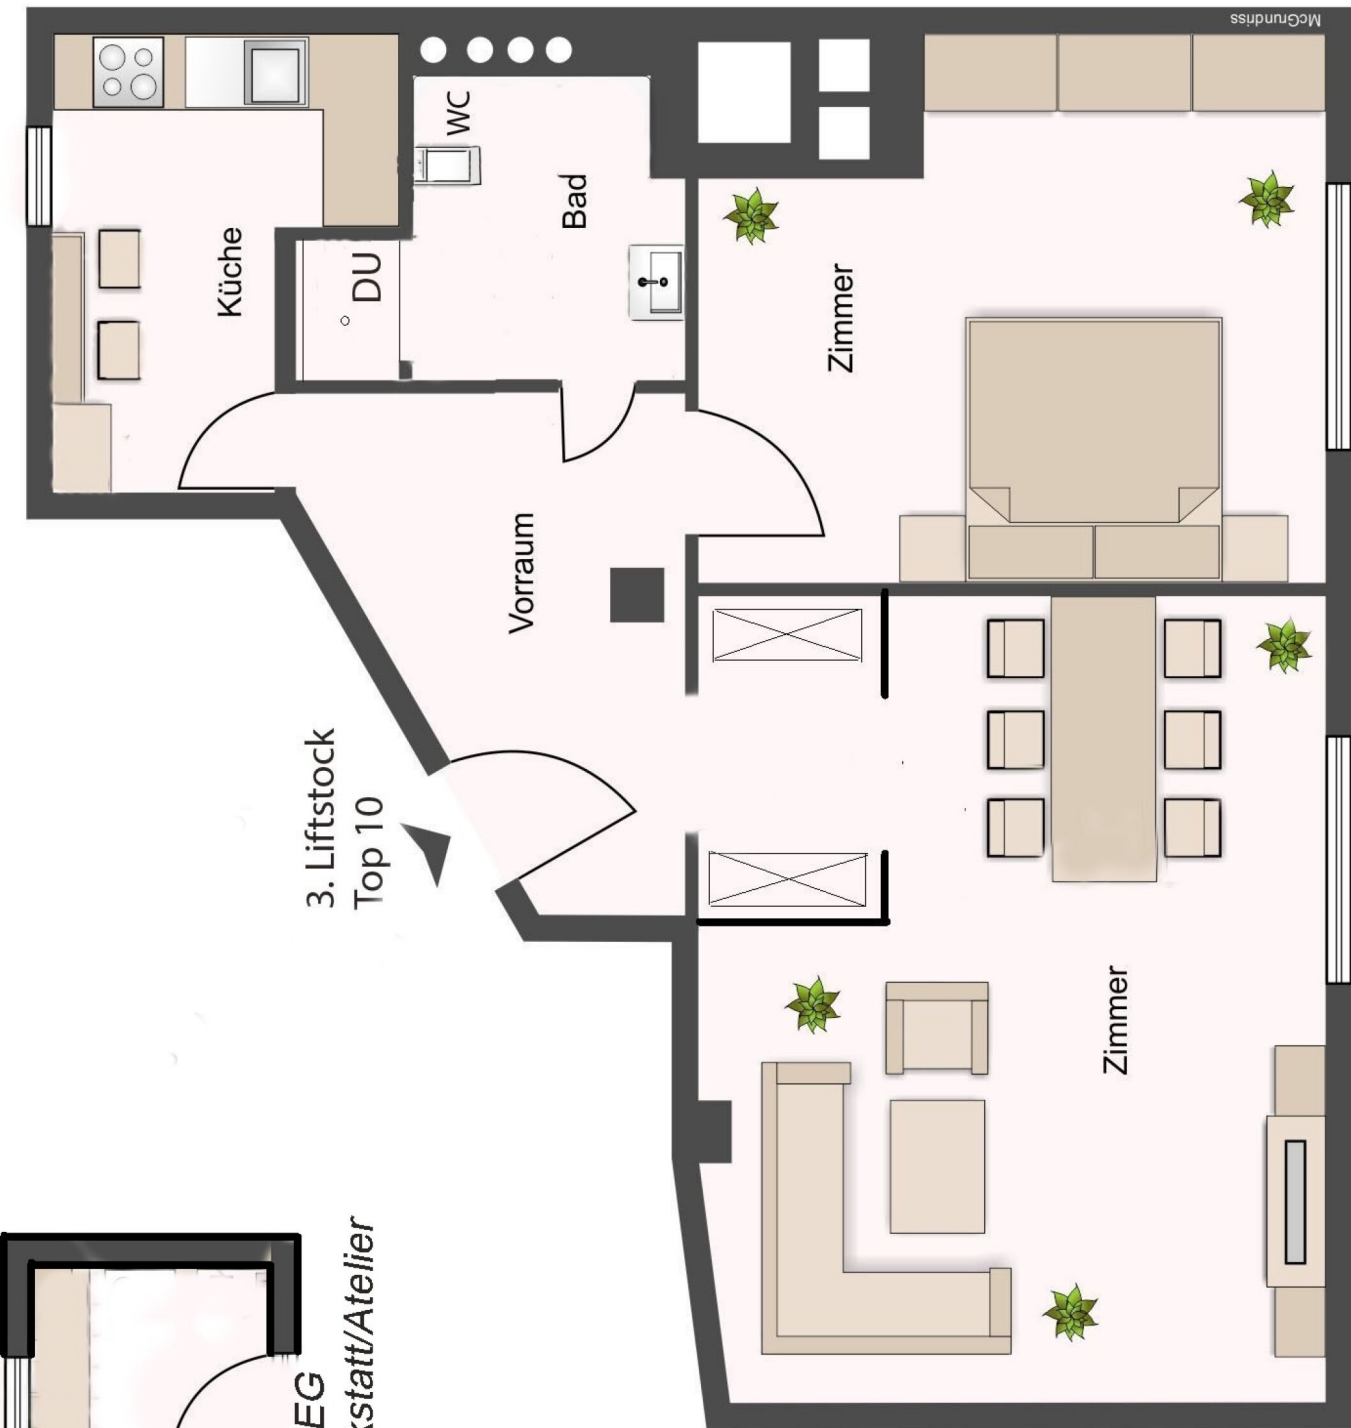 McGrundriss
WC
Bad
DU
Küche
Zimmer
Vorraum
3. Liftstock
Top 10
Zimmer
EG
kstatt/Atelier